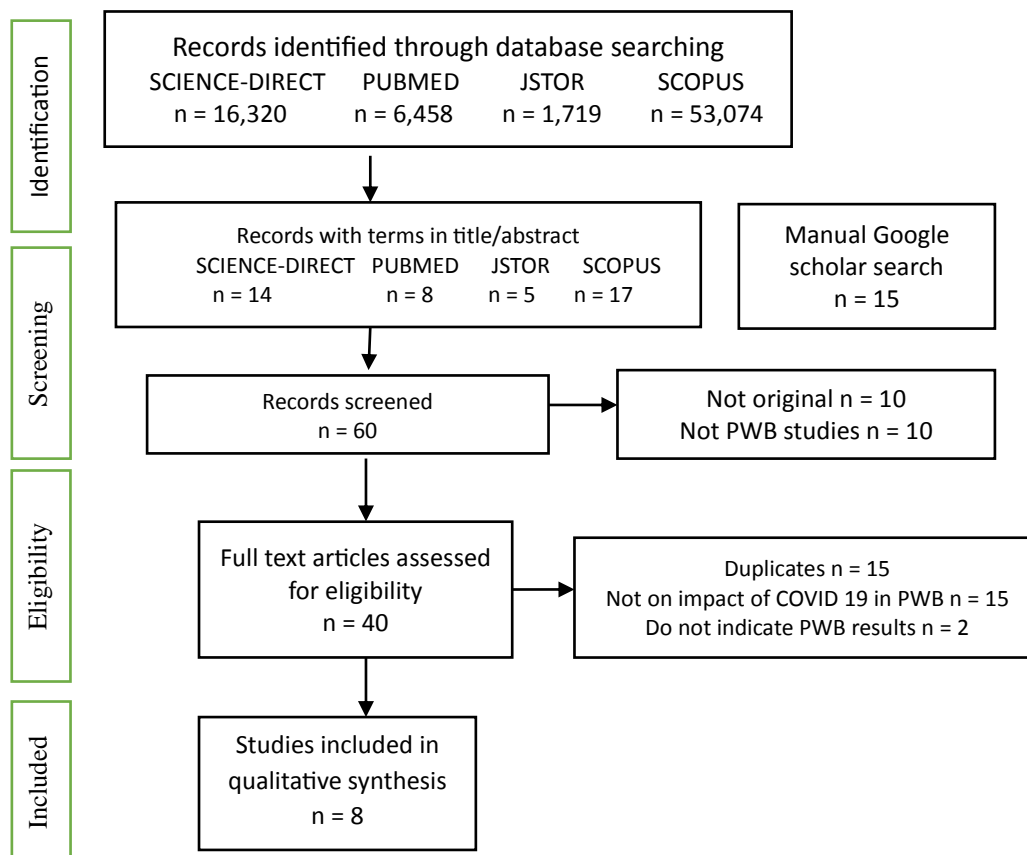 Identification
Records identified through database searching
SCIENCE-DIRECT PUBMED JSTOR SCOPUS
n = 16,320 n = 6,458 n = 1,719 n = 53,074
Screening
Records with terms in title/abstract
SCIENCE-DIRECT PUBMED JSTOR SCOPUS
n = 14 n = 8 n = 5 n = 17
Manual Google
scholar search
n = 15
Records screened
n = 60
Not original n = 10
Not PWB studies n = 10
Eligibility
Full text articles assessed
for eligibility
n = 40
Duplicates n = 15
Not on impact of COVID 19 in PWB n = 15
Do not indicate PWB results n = 2
Included
Studies included in
qualitative synthesis
n = 8